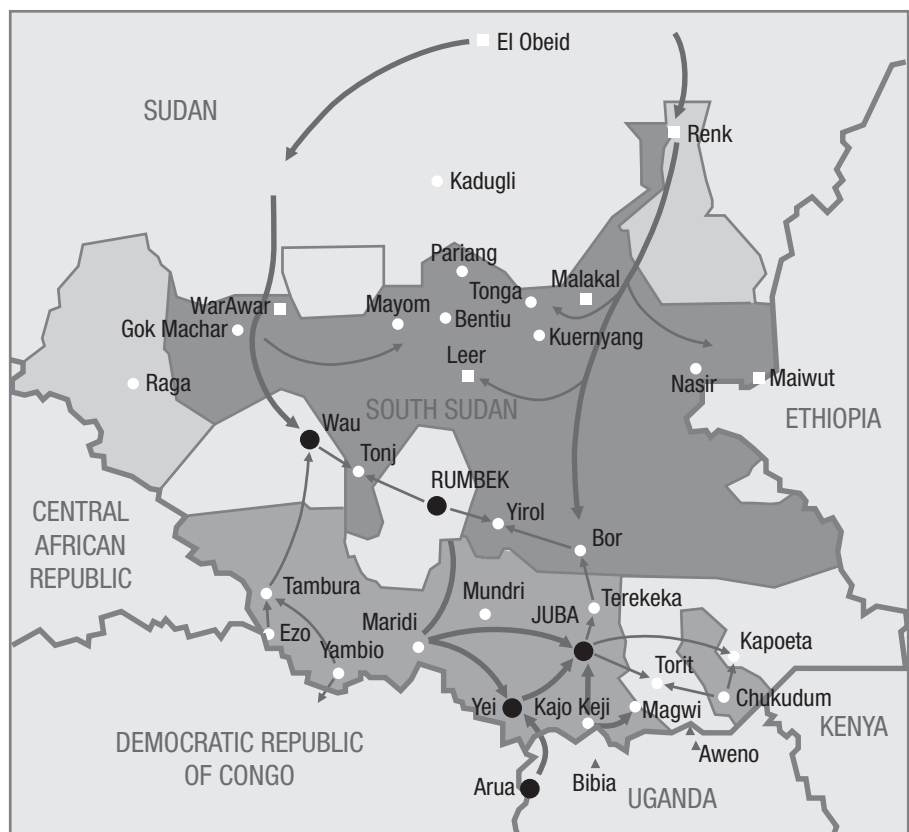 El Obeid
SUDAN
Renk
Kadugli
Pariang
Tonga
Malakal
WarAwar
Mayom
Bentiu
Gok Machar
Kuernyang
Leer
Nasir
Maiwut
Raga
SOUTH SUDAN
ETHIOPIA
Wau
Tonj
RUMBEK
Yirol
CENTRAL
AFRICAN
REPUBLIC
Bor
Tambura
Mundri
Terekeka
Maridi
JUBA
Ezo
Yambio
Kapoeta
Torit
Yei
Kajo Keji
Magwi
Chukudum
KENYA
DEMOCRATIC REPUBLIC
OF CONGO
Aweno
Arua
Bibia
UGANDA